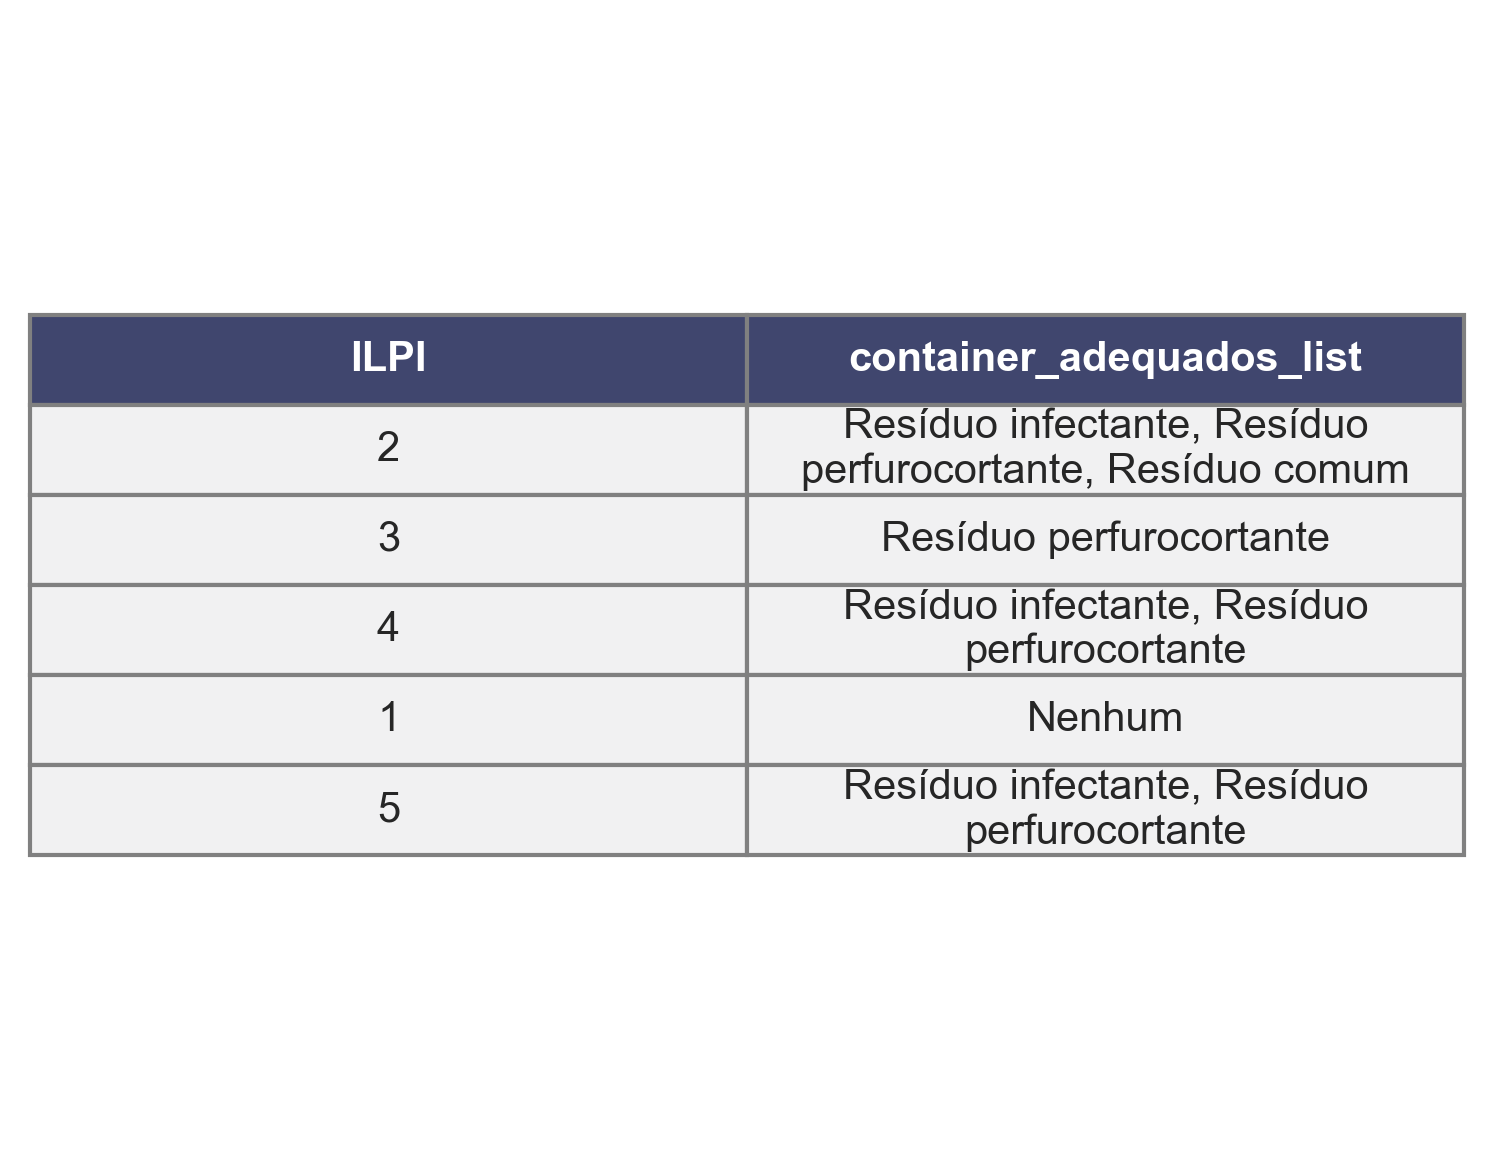 ILPI container_adequados_list
2 Resíduo infectante, Resíduo
perfurocortante, Resíduo comum
3 Resíduo perfurocortante
4 Resíduo infectante, Resíduo
perfurocortante
1 Nenhum
5 Resíduo infectante, Resíduo
perfurocortante